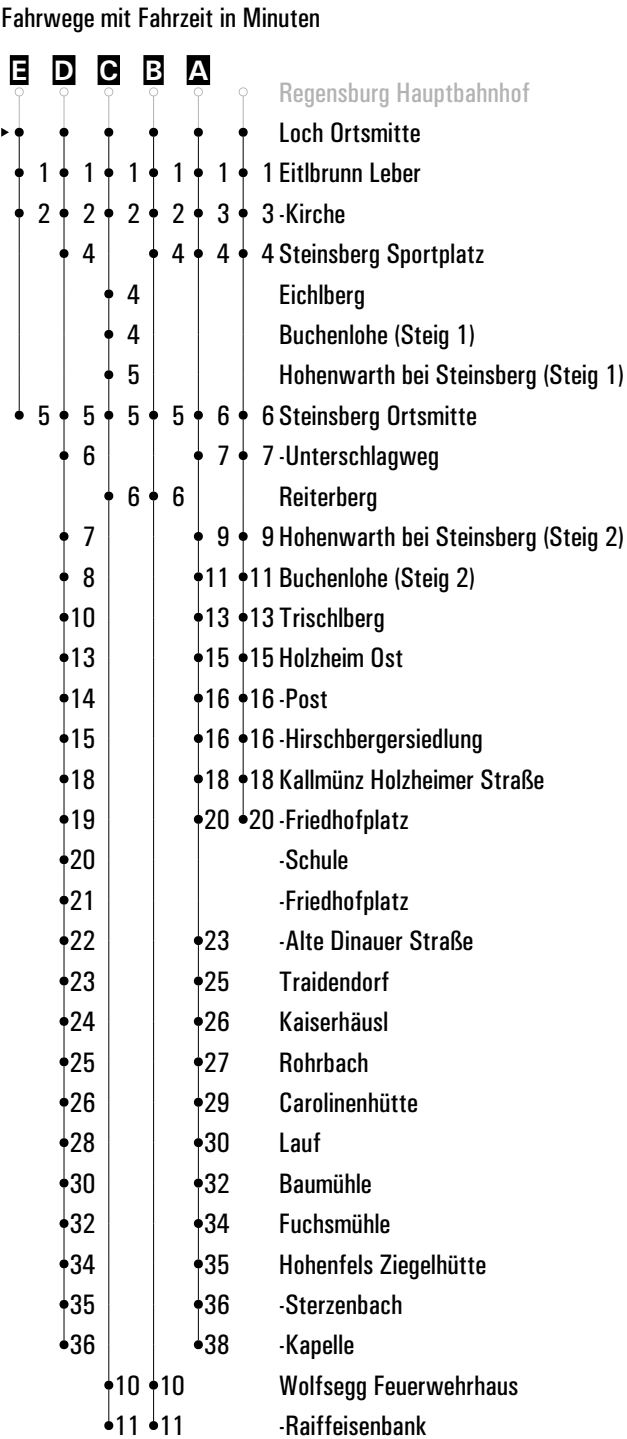 Fahrwege mit Fahrzeit in Minuten
E D C B A
Regensburg Hauptbahnhof
Loch Ortsmitte
1 1 1 1 1 1 Eitlbrunn Leber
2 2 2 2 3 3 -Kirche
4 4 4 4 Steinsberg Sportplatz
4 Eichlberg
4 Buchenlohe (Steig 1)
5 Hohenwarth bei Steinsberg (Steig 1)
5 5 5 5 6 6 Steinsberg Ortsmitte
6 7 7 -Unterschlagweg
6 6 Reiterberg
7 9 9 Hohenwarth bei Steinsberg (Steig 2)
8 11 11 Buchenlohe (Steig 2)
10 13 13 Trischlberg
13 15 15 Holzheim Ost
14 16 16 -Post
15 16 16 -Hirschbergersiedlung
18 18 18 Kallmünz Holzheimer Straße
19 20 20 -Friedhofplatz
20 -Schule
21 -Friedhofplatz
22 23 -Alte Dinauer Straße
23 25 Traidendorf
24 26 Kaiserhäusl
25 27 Rohrbach
26 29 Carolinenhütte
28 30 Lauf
30 32 Baumühle
32 34 Fuchsmühle
34 35 Hohenfels Ziegelhütte
35 36 -Sterzenbach
36 38 -Kapelle
10 10 Wolfsegg Feuerwehrhaus
11 11 -Raiffeisenbank